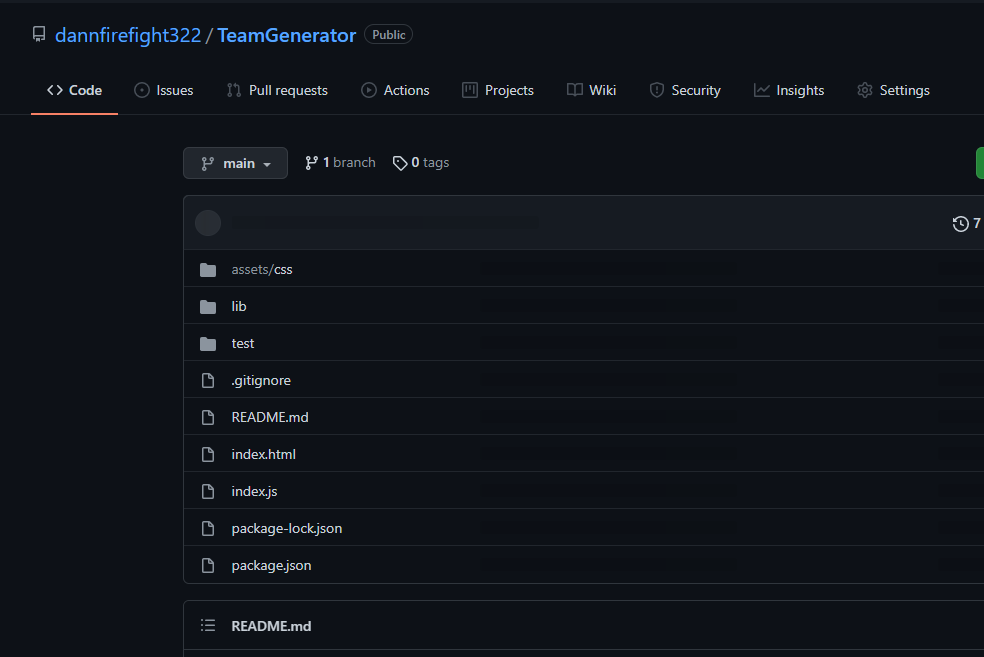 dannfirefight322 / TeamGenerator Public
Code Issues Pull requests Actions Projects Wiki Security Insights Settings
main 1 branch 0 tags
7
assets/css
lib
test
.gitignore
README.md
index.html
index.js
package-lock.json
package.json
README.md